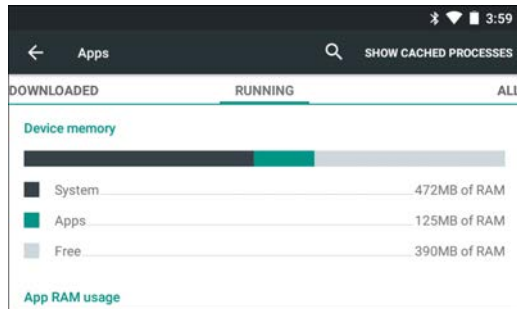 3:59
Apps SHOW CACHED PROCESSES
DOWNLOADED RUNNING ALL
Device memory
System 472MB of RAM
Apps 125MB of RAM
Free 390MB of RAM
App RAM usage